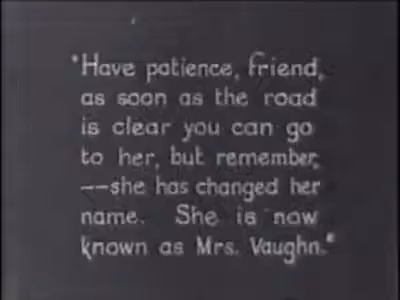 "Have patience, friend,
as soon as the road
is clear you can go
to her, but remember,
--she has changed her
name. She is now
known as Mrs. Vaughn."